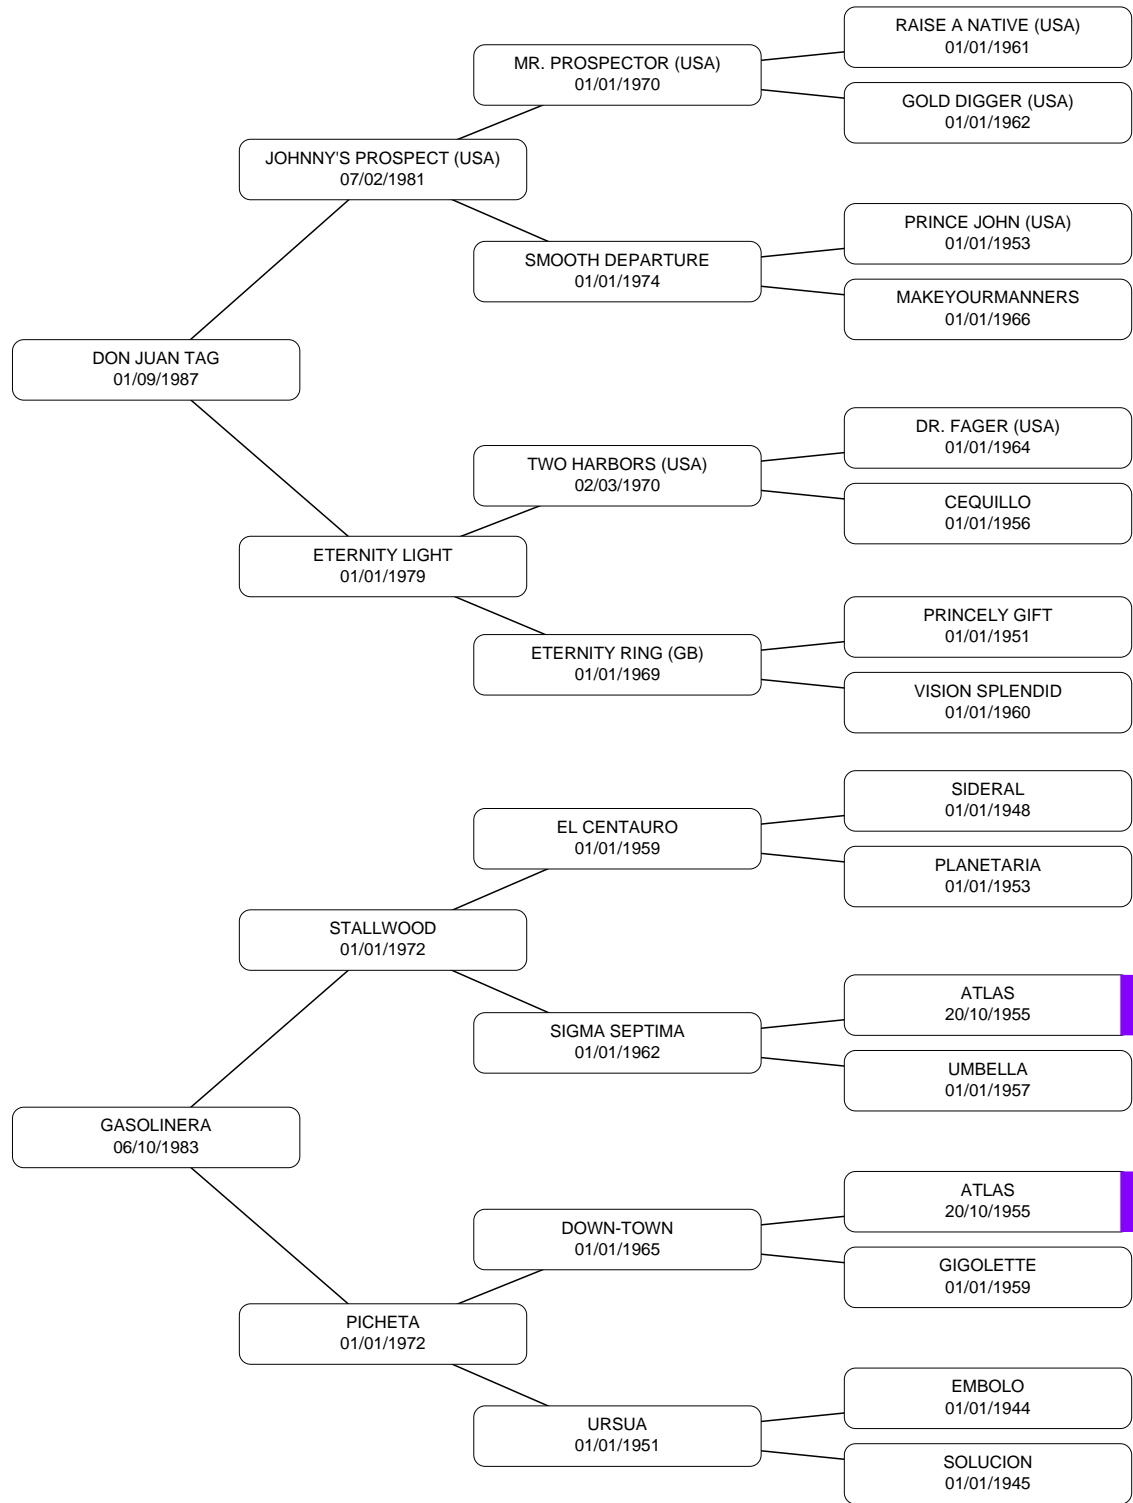 RAISE A NATIVE (USA)
01/01/1961
MR. PROSPECTOR (USA)
01/01/1970
GOLD DIGGER (USA)
01/01/1962
JOHNNY'S PROSPECT (USA)
07/02/1981
PRINCE JOHN (USA)
01/01/1953
SMOOTH DEPARTURE
01/01/1974
MAKEYOURMANNERS
01/01/1966
DON JUAN TAG
01/09/1987
DR. FAGER (USA)
01/01/1964
TWO HARBORS (USA)
02/03/1970
CEQUILLO
01/01/1956
ETERNITY LIGHT
01/01/1979
PRINCELY GIFT
01/01/1951
ETERNITY RING (GB)
01/01/1969
VISION SPLENDID
01/01/1960
SIDERAL
01/01/1948
EL CENTAURO
01/01/1959
PLANETARIA
01/01/1953
STALLWOOD
01/01/1972
ATLAS
20/10/1955
SIGMA SEPTIMA
01/01/1962
UMBELLA
01/01/1957
GASOLINERA
06/10/1983
ATLAS
20/10/1955
DOWN-TOWN
01/01/1965
GIGOLETTE
01/01/1959
PICHETA
01/01/1972
EMBOLO
01/01/1944
URSUA
01/01/1951
SOLUCION
01/01/1945